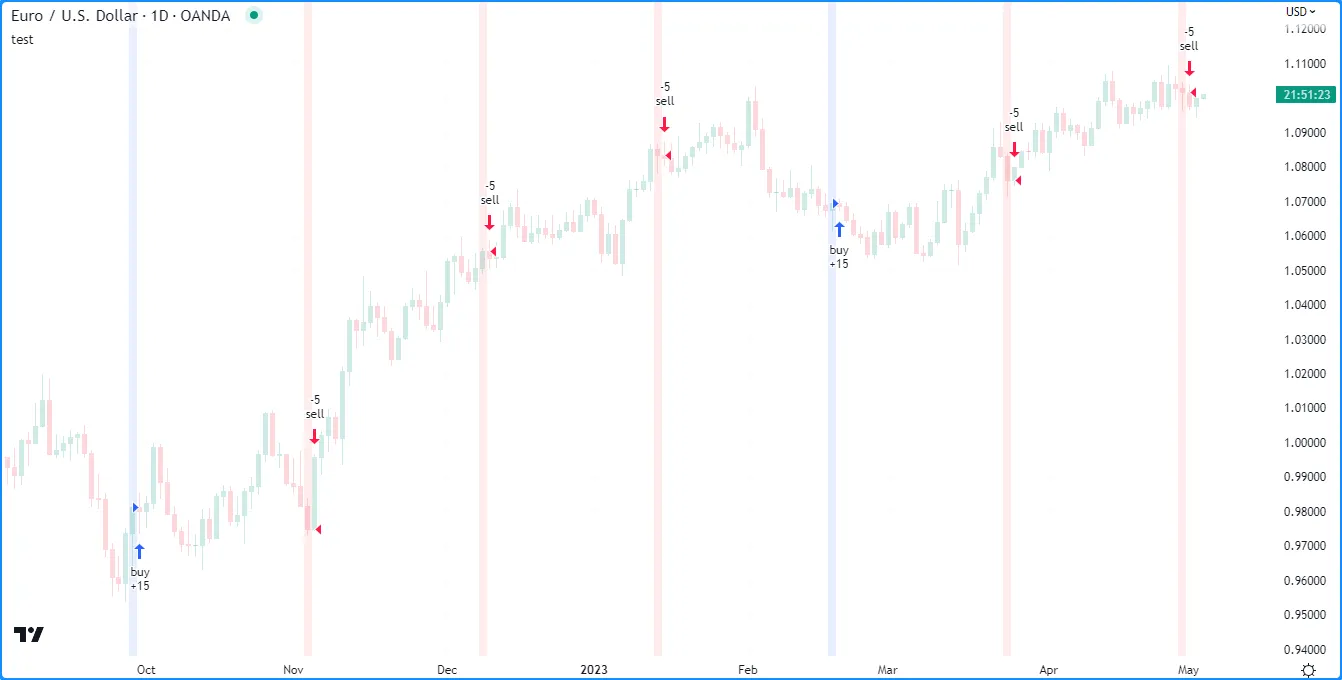 Euro / U.S. Dollar · 1D · OANDA
test
USD
1.12000
1.11000
21:51:23
1.09000
1.08000
1.07000
1.06000
1.05000
1.04000
1.03000
1.02000
1.01000
1.00000
0.99000
0.98000
0.97000
0.96000
0.95000
0.94000
buy
+15
-5
sell
-5
sell
-5
sell
buy
+15
-5
sell
-5
sell
Oct
Nov
Dec
2023
Feb
Mar
Apr
May